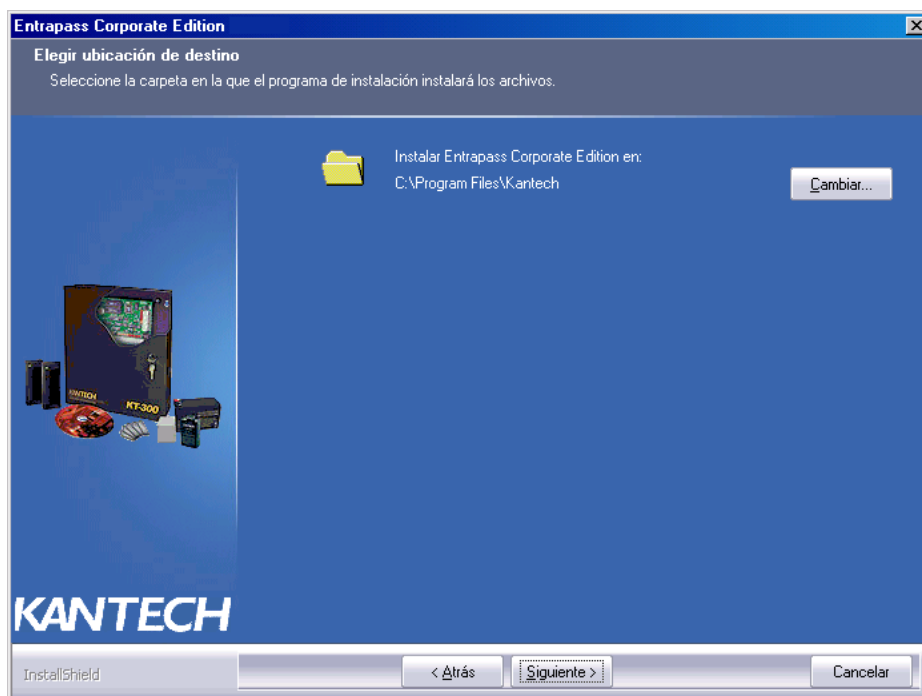 Entrapass Corporate Edition
Elegir ubicación de destino
Seleccione la carpeta en la que el programa de instalación instalará los archivos.
Instalar Entrapass Corporate Edition en:
C:\Program Files\Kantech
Cambiar...
KANTECH
KT-300
KANTECH
InstallShield
< Atrás
Siguiente >
Cancelar